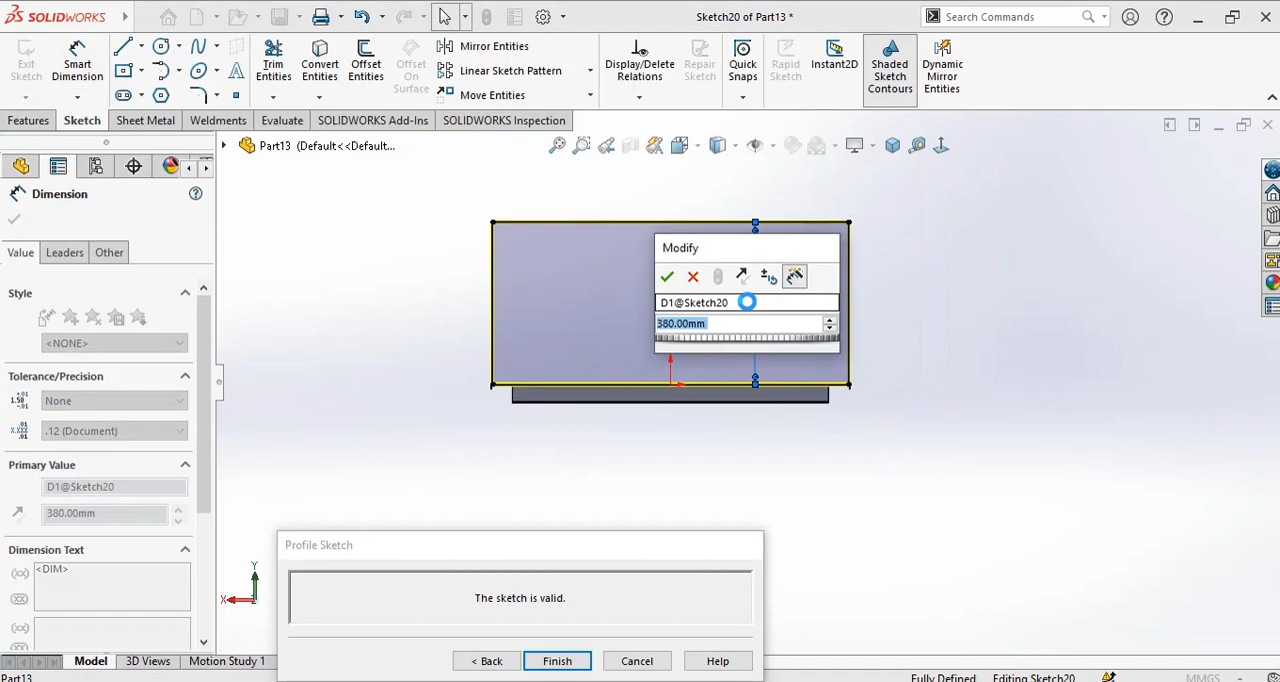 SOLIDWORKS
Sketch20 of Part13 *
Search Commands
Exit Sketch
Smart Dimension
Trim Entities
Convert Entities
Offset Entities
Offset On Surface
Mirror Entities
Linear Sketch Pattern
Move Entities
Display/Delete Relations
Repair Sketch
Quick Snaps
Rapid Sketch
Instant2D
Shaded Sketch Contours
Dynamic Mirror Entities
Features
Sketch
Sheet Metal
Weldments
Evaluate
SOLIDWORKS Add-Ins
SOLIDWORKS Inspection
Part13 (Default<<Default...
Dimension
Value
Leaders
Other
Style
<NONE>
Tolerance/Precision
None
.12 (Document)
Primary Value
D1@Sketch20
380.00mm
Dimension Text
<DIM>
Modify
D1@Sketch20
380.00mm
Y
X
Z
Profile Sketch
The sketch is valid.
< Back
Finish
Cancel
Help
Model
3D Views
Motion Study 1
Part13
Fully Defined
Editing Sketch20
MMGS